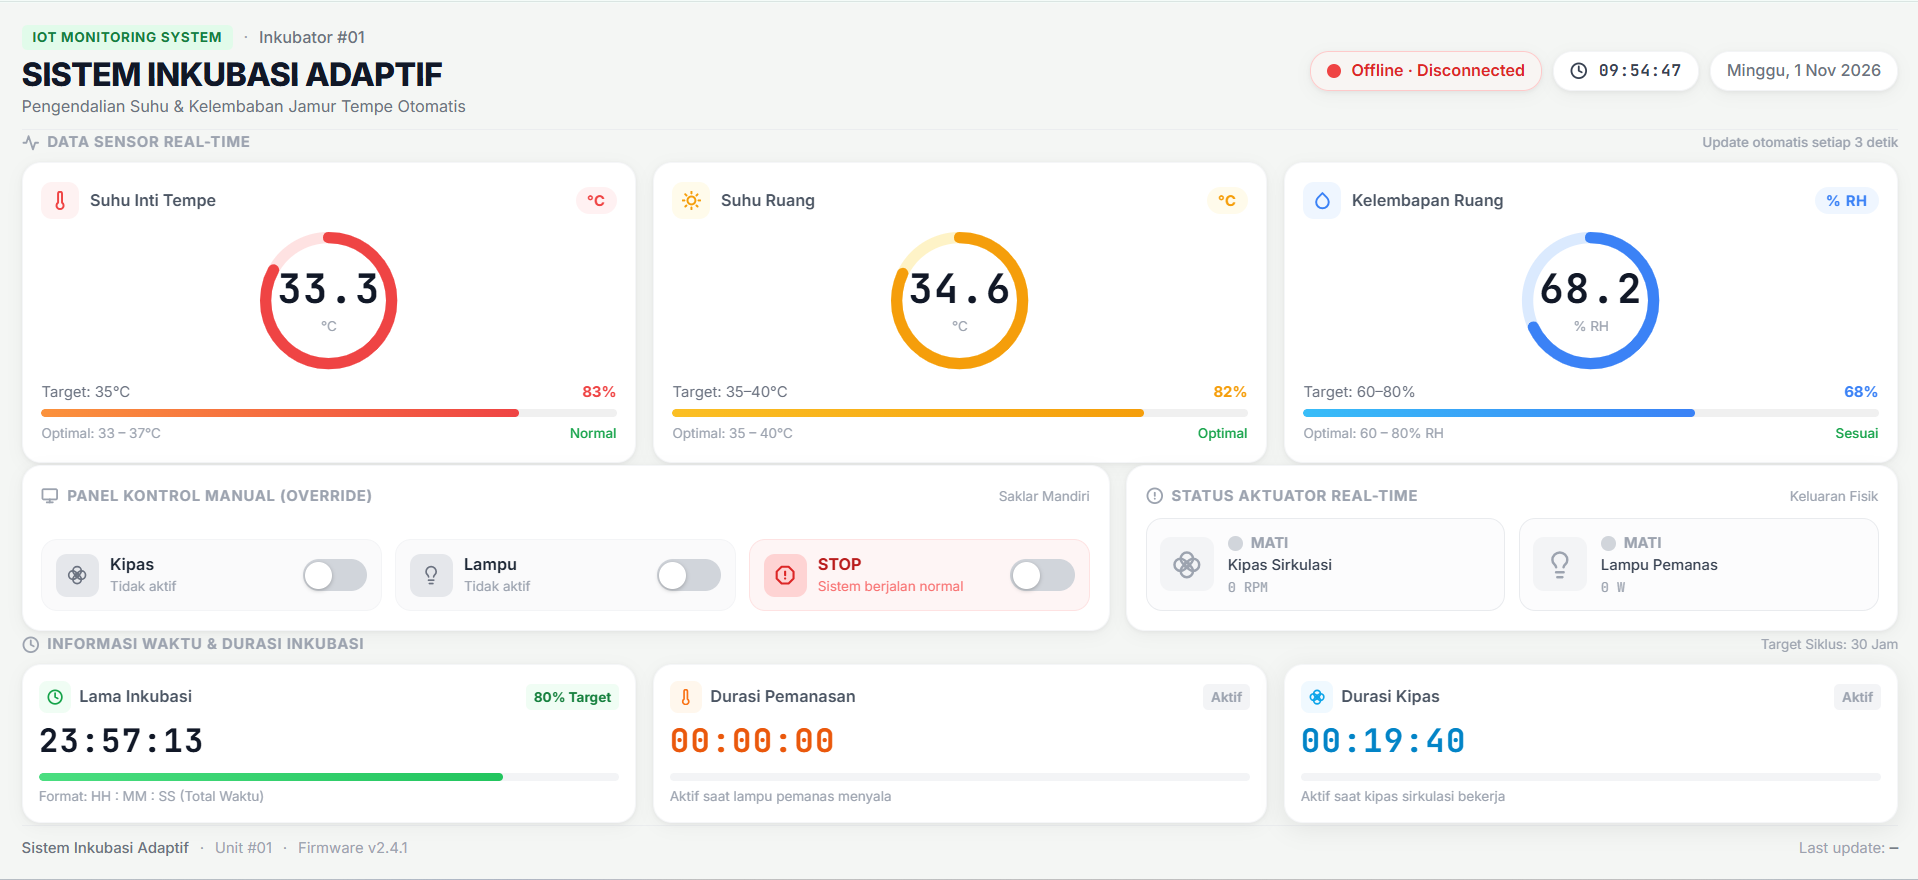 IOT MONITORING SYSTEM · Inkubator #01
SISTEM INKUBASI ADAPTIF
Pengendalian Suhu & Kelembaban Jamur Tempe Otomatis
Offline · Disconnected
09:54:47
Minggu, 1 Nov 2026
DATA SENSOR REAL-TIME
Update otomatis setiap 3 detik
Suhu Inti Tempe
°C
33.3
°C
Target: 35°C
83%
Optimal: 33 – 37°C
Normal
Suhu Ruang
°C
34.6
°C
Target: 35–40°C
82%
Optimal: 35 – 40°C
Optimal
Kelembapan Ruang
% RH
68.2
% RH
Target: 60–80%
68%
Optimal: 60 – 80% RH
Sesuai
PANEL KONTROL MANUAL (OVERRIDE)
Saklar Mandiri
Kipas
Tidak aktif
Lampu
Tidak aktif
STOP
Sistem berjalan normal
STATUS AKTUATOR REAL-TIME
Keluaran Fisik
MATI
Kipas Sirkulasi
0 RPM
MATI
Lampu Pemanas
0 W
INFORMASI WAKTU & DURASI INKUBASI
Target Siklus: 30 Jam
Lama Inkubasi
80% Target
23:57:13
Format: HH : MM : SS (Total Waktu)
Durasi Pemanasan
Aktif
00:00:00
Aktif saat lampu pemanas menyala
Durasi Kipas
Aktif
00:19:40
Aktif saat kipas sirkulasi bekerja
Sistem Inkubasi Adaptif · Unit #01 · Firmware v2.4.1
Last update: —